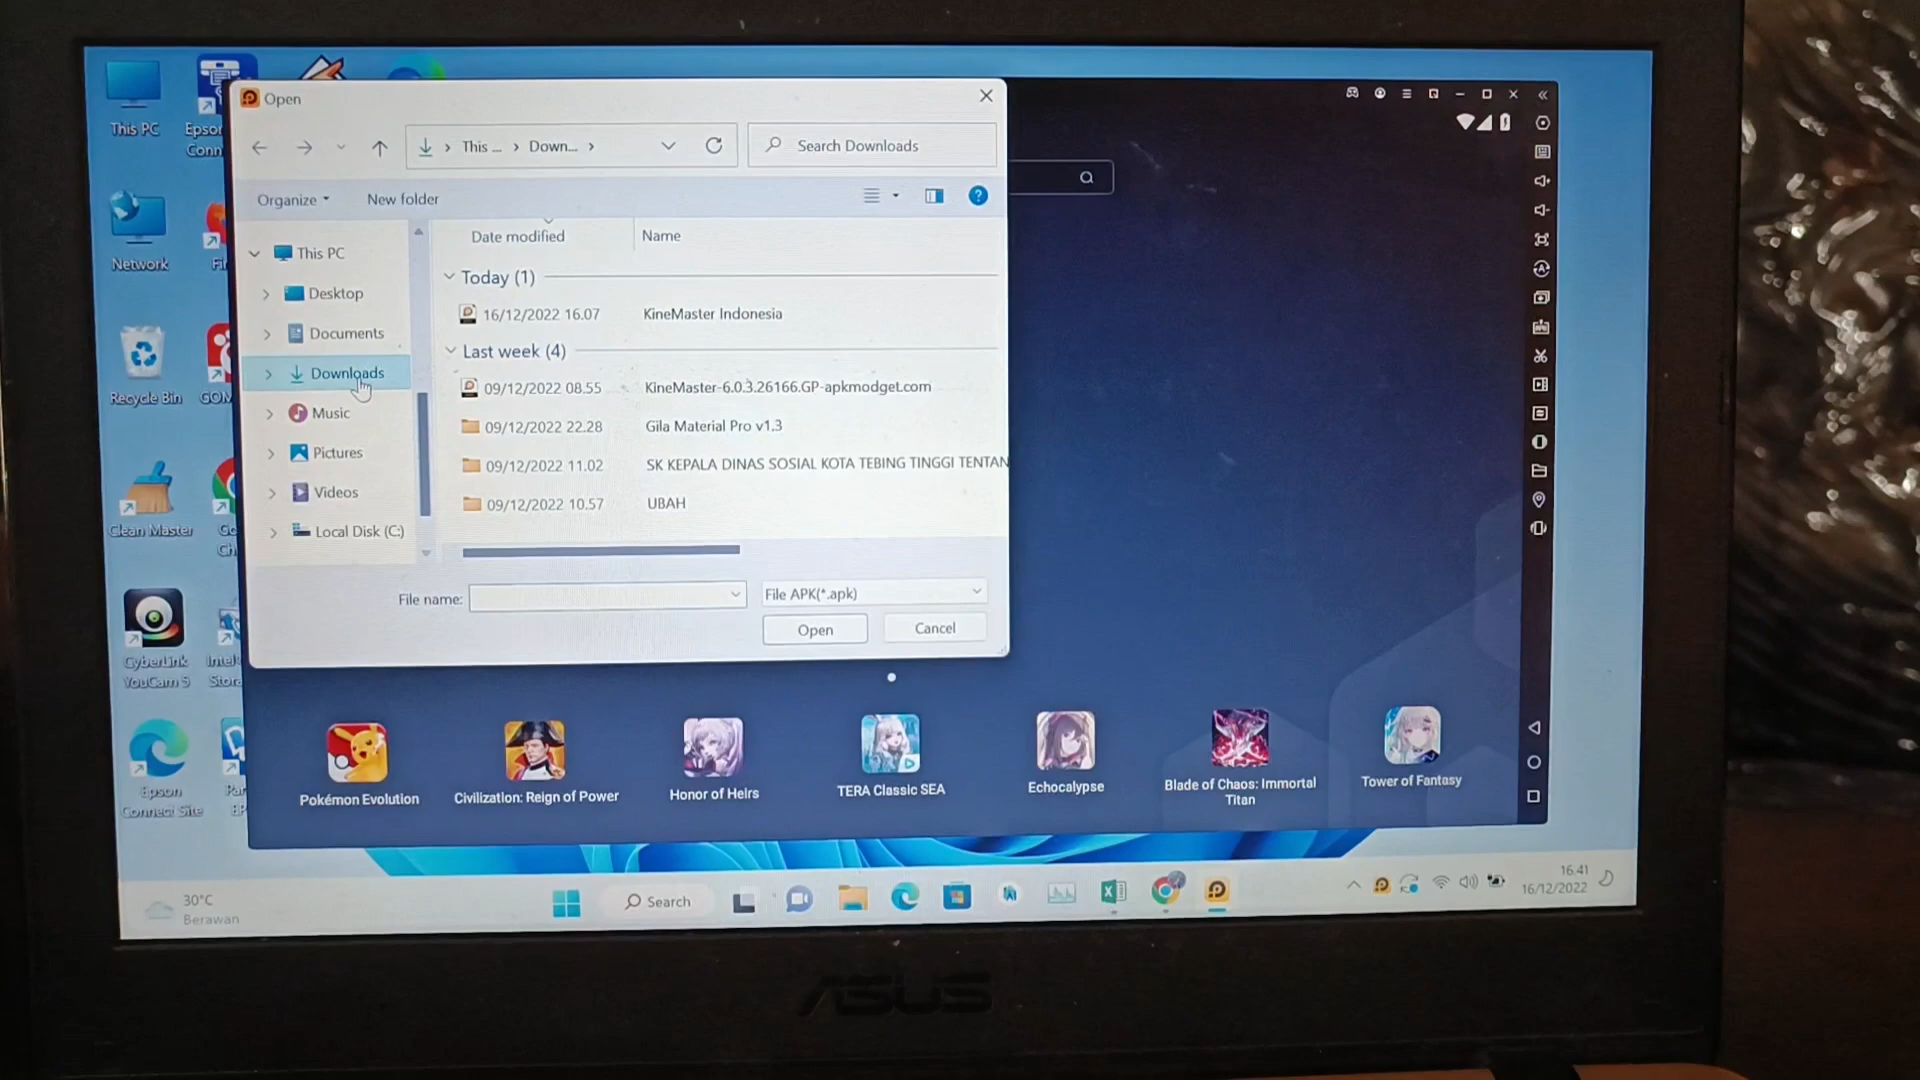 Open
This ...
Down...
Search Downloads
Organize
New folder
Date modified
Name
This PC
Desktop
Documents
Downloads
Music
Pictures
Videos
Local Disk (C:)
Today (1)
16/12/2022 16.07
KineMaster Indonesia
Last week (4)
09/12/2022 08.55
KineMaster-6.0.3.26166.GP-apkmodget.com
09/12/2022 22.28
Gila Material Pro v1.3
09/12/2022 11.02
SK KEPALA DINAS SOSIAL KOTA TEBING TINGGI TENTAN
09/12/2022 10.57
UBAH
File name:
File APK(*.apk)
Open
Cancel
This PC
Network
Recycle Bin
Clean Master
CyberLink
YouCam 5
Epson
Connect Site
Pokémon Evolution
Civilization: Reign of Power
Honor of Heirs
TERA Classic SEA
Echocalypse
Blade of Chaos: Immortal
Titan
Tower of Fantasy
30°C
Berawan
Search
16.41
16/12/2022
ASUS